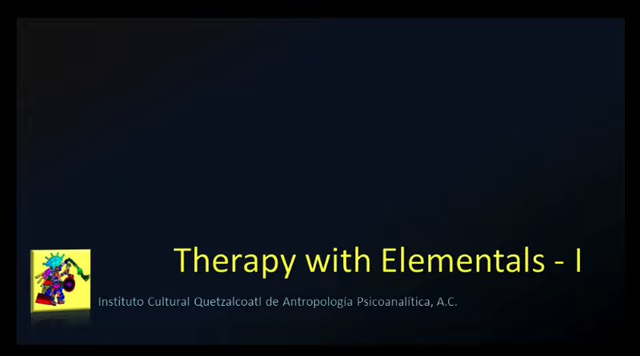 Therapy with Elementals - I
Instituto Cultural Quetzalcoatl de Antropología Psicoanalítica, A.C.